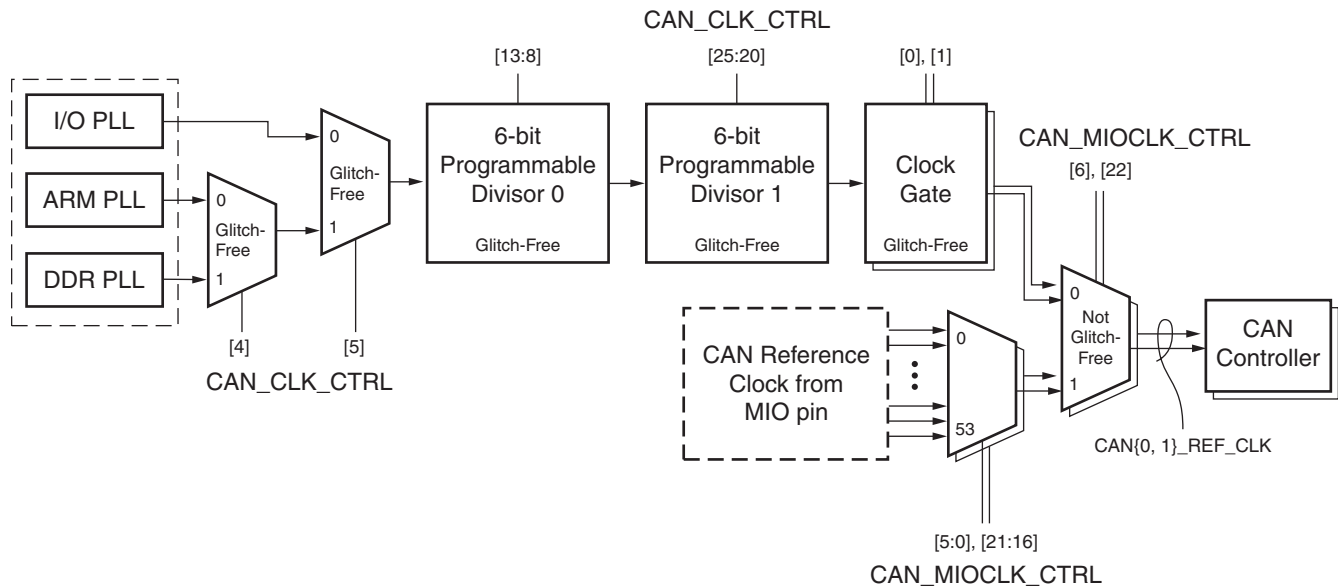 CAN_CLK_CTRL
[13:8]
[25:20]
[0], [1]
I/O PLL
ARM PLL
DDR PLL
0
Glitch-
Free
1
[4]
0
Glitch-
Free
1
[5]
CAN_CLK_CTRL
6-bit
Programmable
Divisor 0
Glitch-Free
6-bit
Programmable
Divisor 1
Glitch-Free
Clock
Gate
Glitch-Free
CAN_MIOCLK_CTRL
[6], [22]
0
Not
Glitch-
Free
1
CAN Reference
Clock from
MIO pin
0
53
[5:0], [21:16]
CAN_MIOCLK_CTRL
CAN{0, 1}_REF_CLK
CAN
Controller